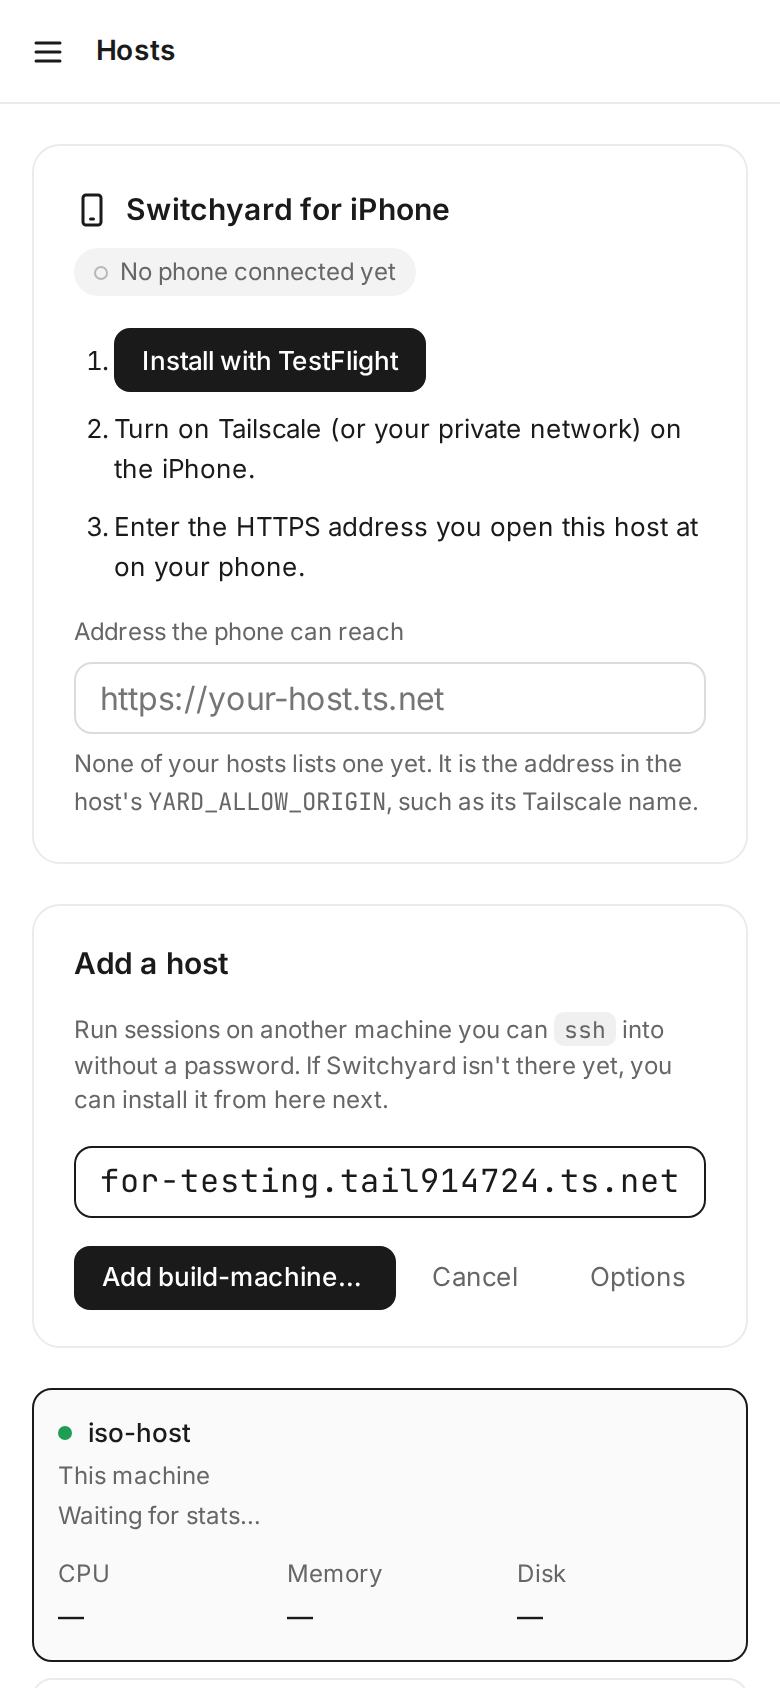 Hosts
Switchyard for iPhone
No phone connected yet
1. Install with TestFlight
2. Turn on Tailscale (or your private network) on
the iPhone.
3. Enter the HTTPS address you open this host at
on your phone.
Address the phone can reach
https://your-host.ts.net
None of your hosts lists one yet. It is the address in the
host's YARD_ALLOW_ORIGIN, such as its Tailscale name.
Add a host
Run sessions on another machine you can ssh into
without a password. If Switchyard isn't there yet, you
can install it from here next.
for-testing.tail914724.ts.net
Add build-machine... Cancel Options
iso-host
This machine
Waiting for stats...
CPU Memory Disk
— — —